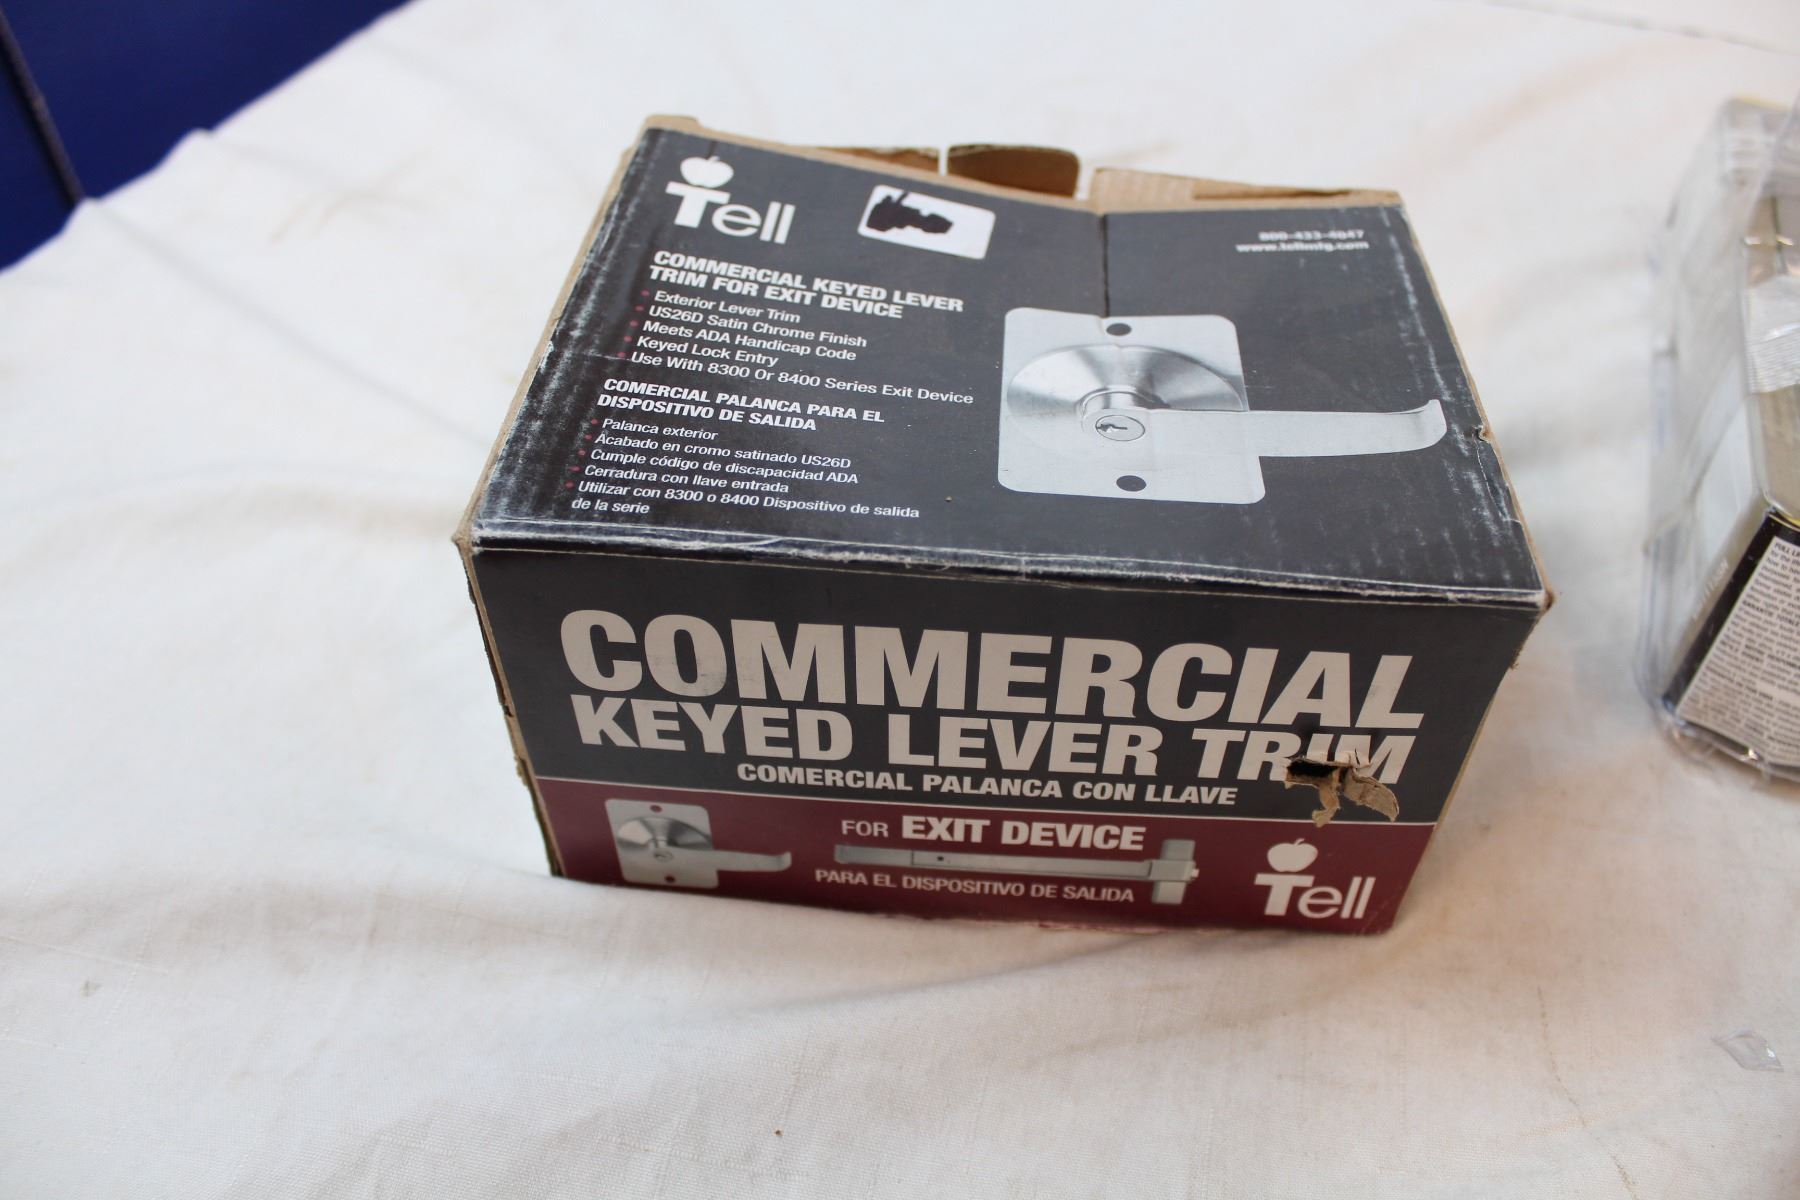 Tell
800-433-4047
www.tellmfg.com
COMMERCIAL KEYED LEVER
TRIM FOR EXIT DEVICE
• Exterior Lever Trim
• US26D Satin Chrome Finish
• Meets ADA Handicap Code
• Keyed Lock Entry
• Use With 8300 Or 8400 Series Exit Device
COMERCIAL PALANCA PARA EL
DISPOSITIVO DE SALIDA
• Palanca exterior
• Acabado en cromo satinado US26D
• Cumple código de discapacidad ADA
• Cerradura con llave entrada
• Utilizar con 8300 o 8400 Dispositivo de salida
de la serie
COMMERCIAL
KEYED LEVER TRIM
COMERCIAL PALANCA CON LLAVE
FOR EXIT DEVICE
PARA EL DISPOSITIVO DE SALIDA
Tell